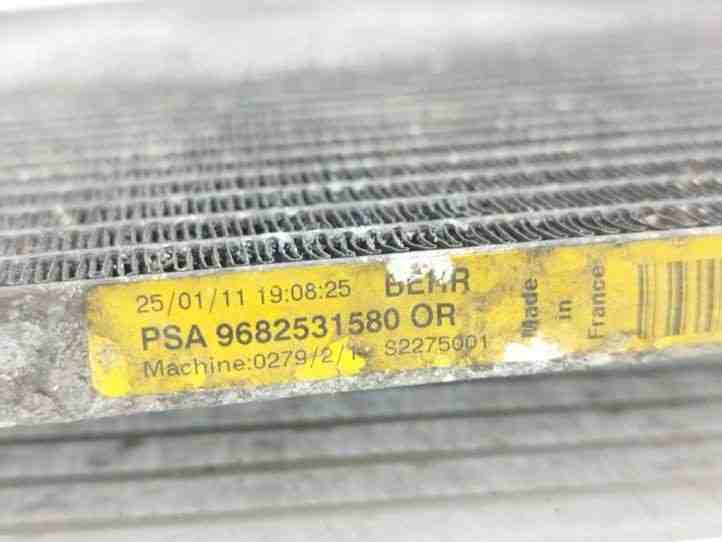 25/01/11 19:08:25 BEHR
PSA 9682531580 OR
Machine:0279/2/1 S2275001
Made
in
France